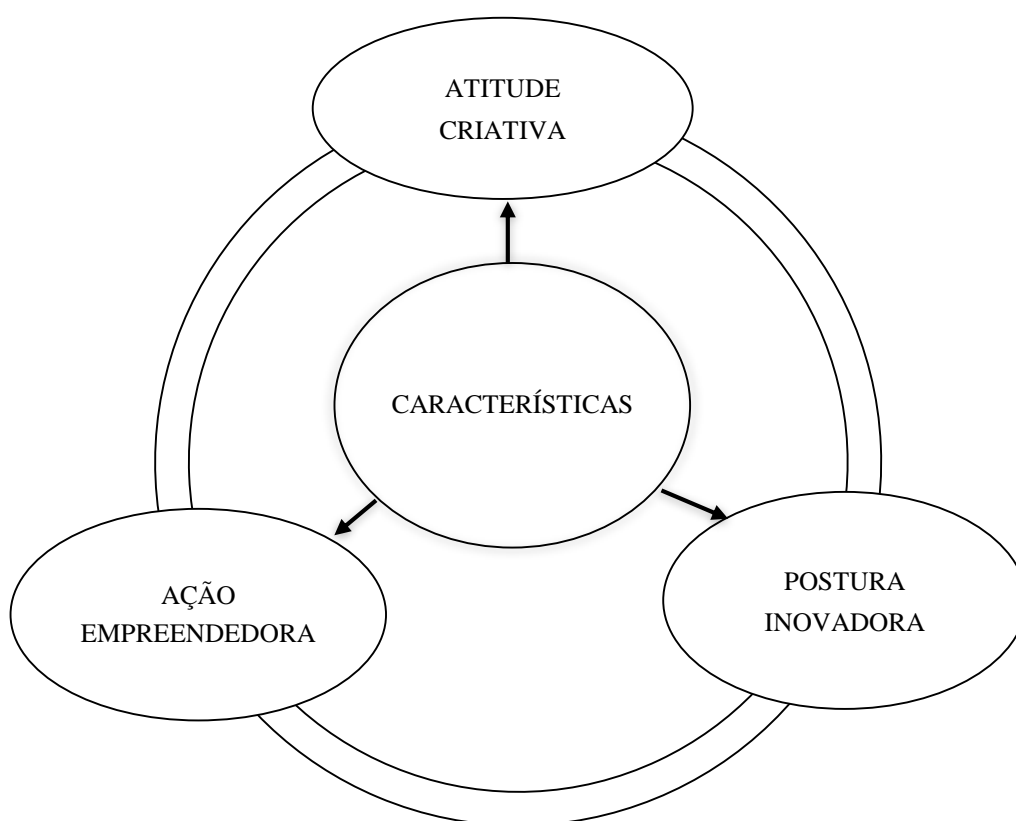 ATITUDE
CRIATIVA
CARACTERÍSTICAS
AÇÃO
EMPREENDEDORA
POSTURA
INOVADORA